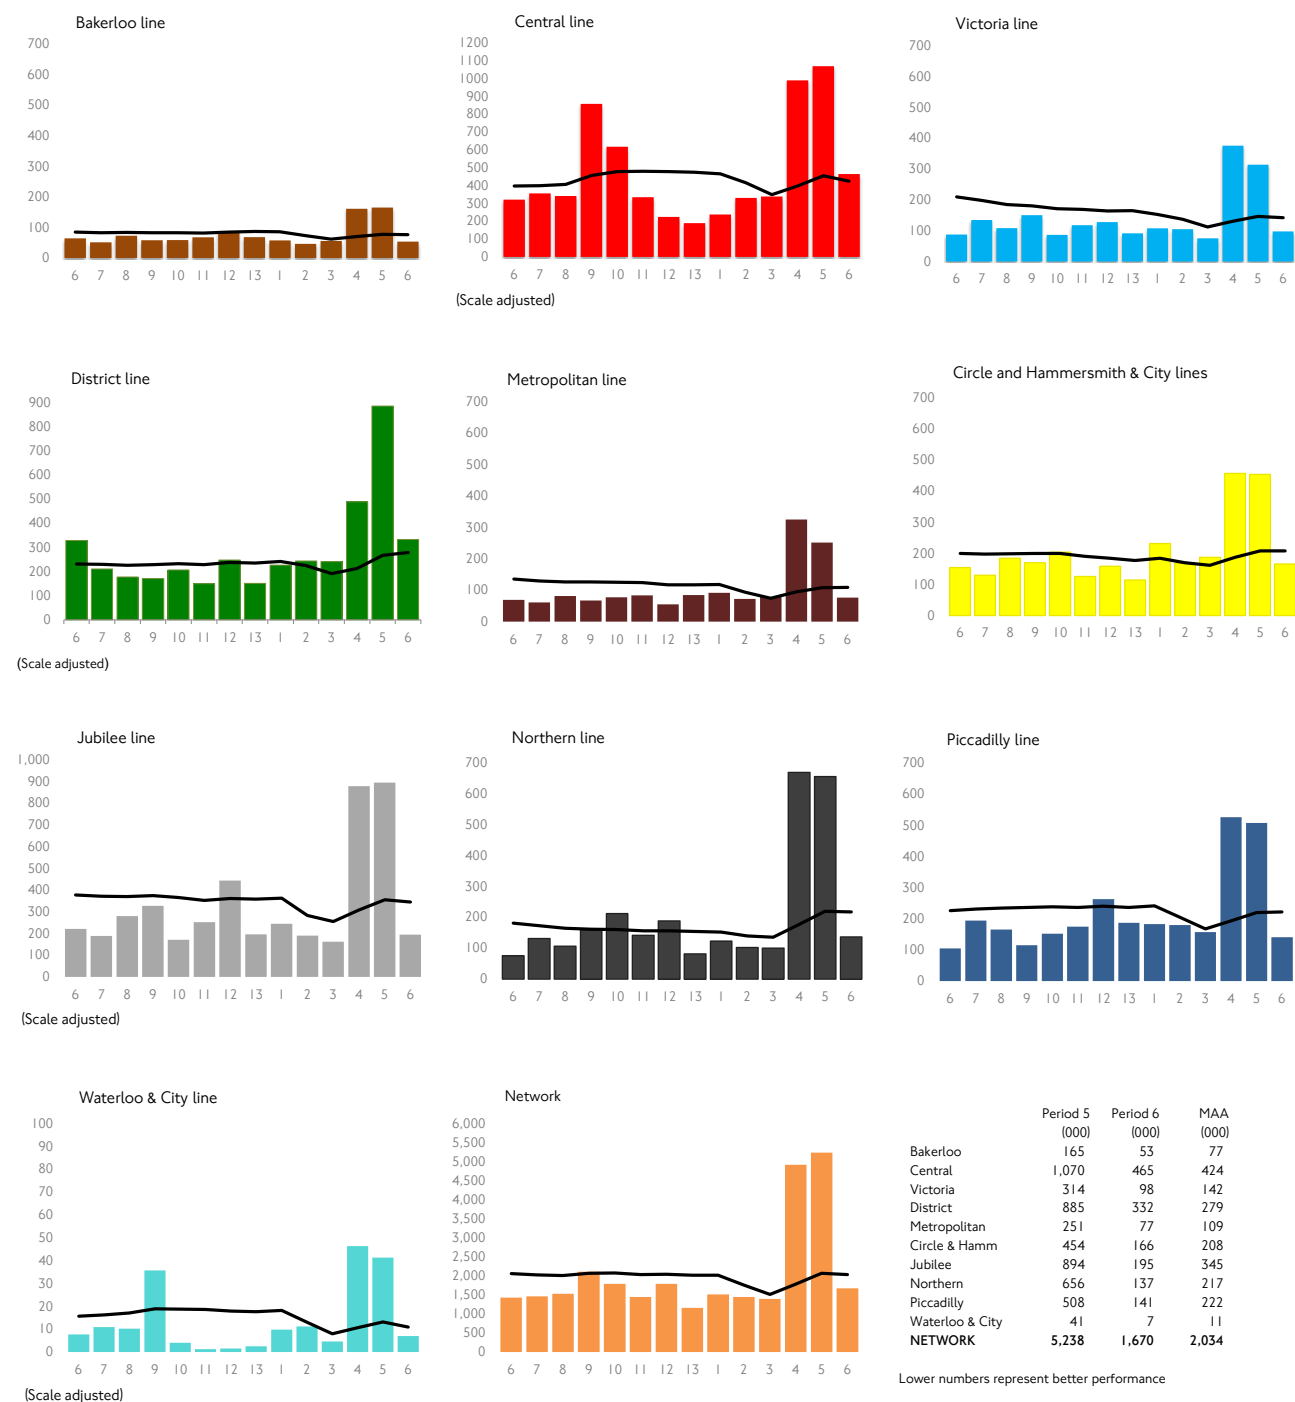 Bakerloo line
700
600
500
400
300
200
100
0
6 7 8 9 10 11 12 13 1 2 3 4 5 6
Central line
1200
1100
1000
900
800
700
600
500
400
300
200
100
0
6 7 8 9 10 11 12 13 1 2 3 4 5 6
(Scale adjusted)
Victoria line
700
600
500
400
300
200
100
0
6 7 8 9 10 11 12 13 1 2 3 4 5 6
District line
900
800
700
600
500
400
300
200
100
0
6 7 8 9 10 11 12 13 1 2 3 4 5 6
(Scale adjusted)
Metropolitan line
700
600
500
400
300
200
100
0
6 7 8 9 10 11 12 13 1 2 3 4 5 6
Circle and Hammersmith & City lines
700
600
500
400
300
200
100
0
6 7 8 9 10 11 12 13 1 2 3 4 5 6
Jubilee line
1,000
900
800
700
600
500
400
300
200
100
0
6 7 8 9 10 11 12 13 1 2 3 4 5 6
(Scale adjusted)
Northern line
700
600
500
400
300
200
100
0
6 7 8 9 10 11 12 13 1 2 3 4 5 6
Piccadilly line
700
600
500
400
300
200
100
0
6 7 8 9 10 11 12 13 1 2 3 4 5 6
Waterloo & City line
100
90
80
70
60
50
40
30
20
10
0
6 7 8 9 10 11 12 13 1 2 3 4 5 6
(Scale adjusted)
Network
6,000
5,500
5,000
4,500
4,000
3,500
3,000
2,500
2,000
1,500
1,000
500
0
6 7 8 9 10 11 12 13 1 2 3 4 5 6
Period 5 Period 6 MAA
(000) (000) (000)
Bakerloo 165 53 77
Central 1,070 465 424
Victoria 314 98 142
District 885 332 279
Metropolitan 251 77 109
Circle & Hamm 454 166 208
Jubilee 894 195 345
Northern 656 137 217
Piccadilly 508 141 222
Waterloo & City 41 7 11
NETWORK 5,238 1,670 2,034
Lower numbers represent better performance